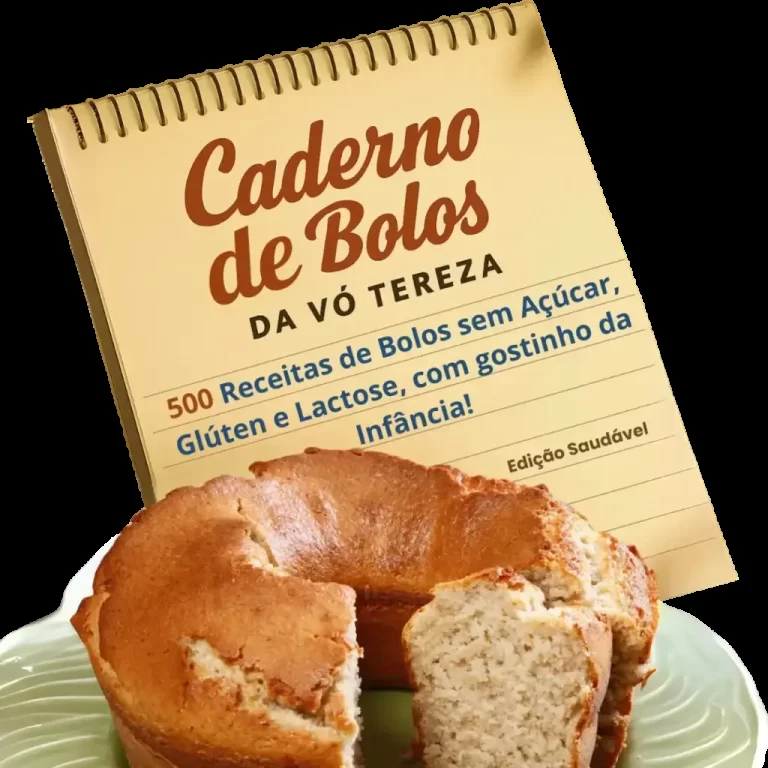 Caderno
de Bolos
DA VÓ TEREZA
500 Receitas de Bolos sem Açúcar,
Glúten e Lactose, com gostinho da
Infância!
Edição Saudável